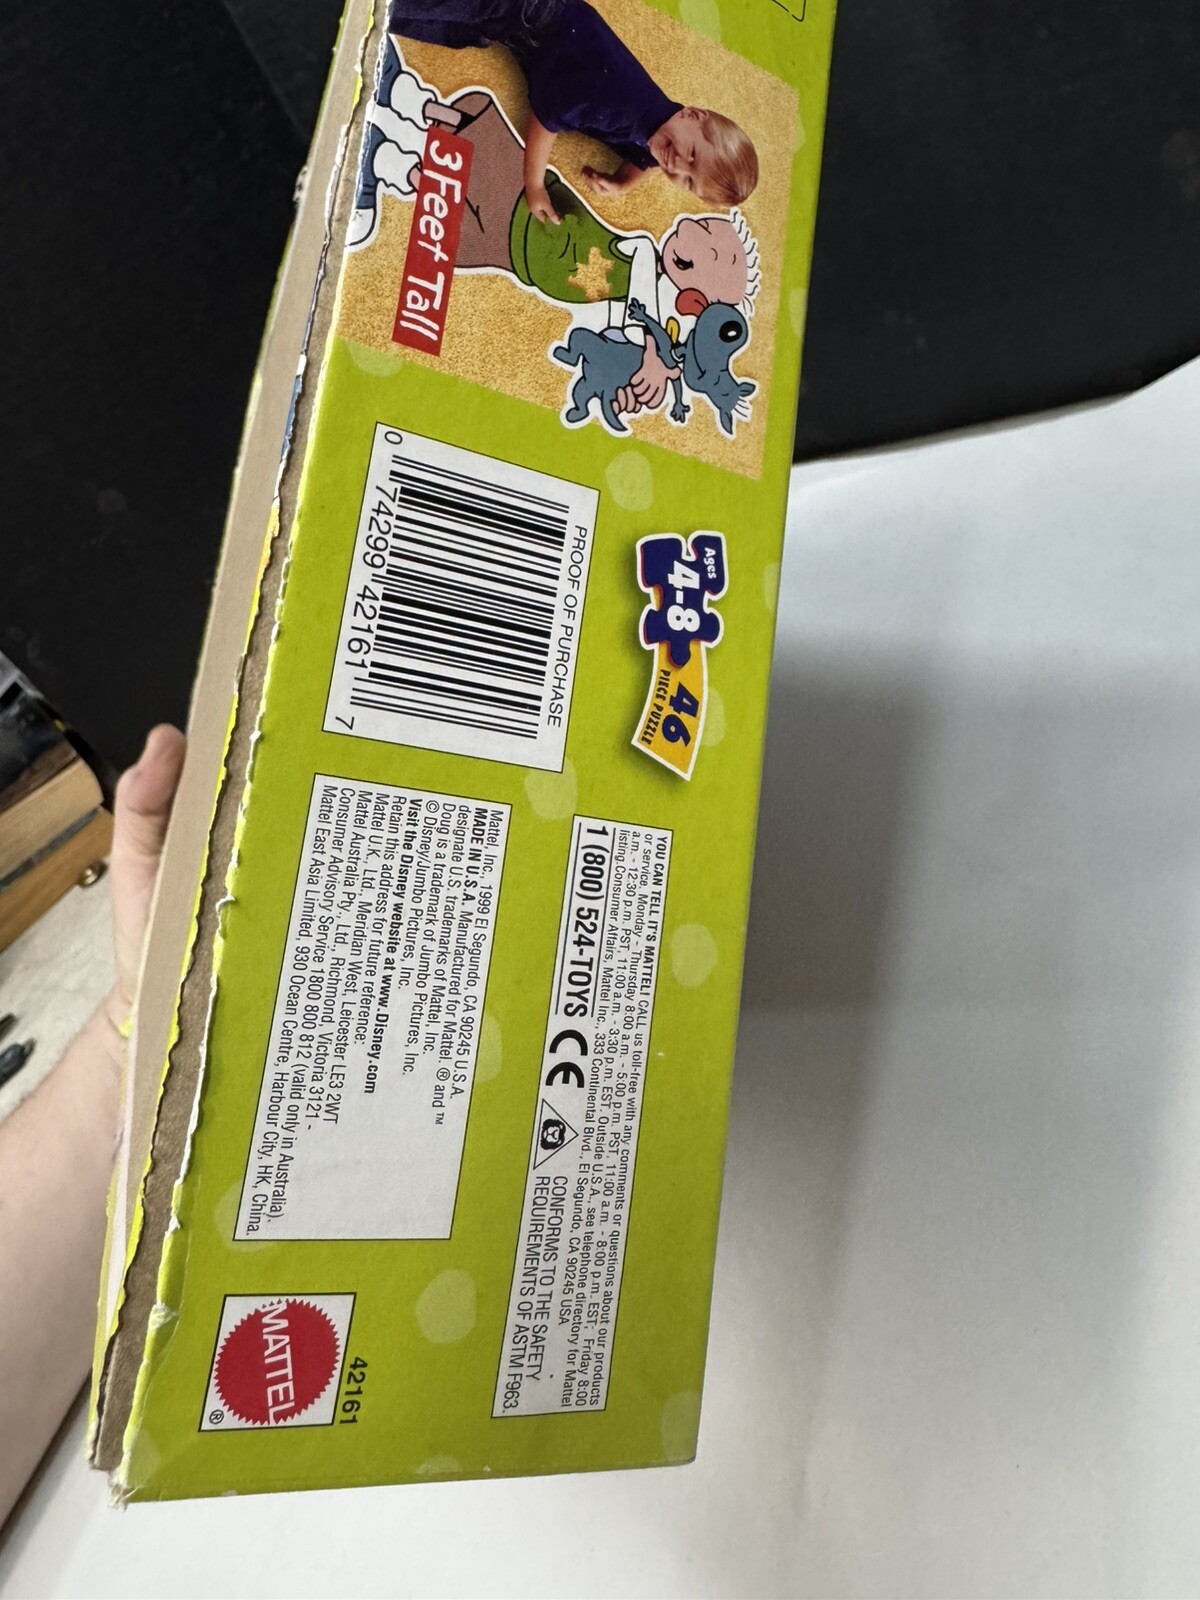 3 Feet Tall
PROOF OF PURCHASE
0 74299 42161 7
Ages
4-8
46
PIECE PUZZLE
YOU CAN TELL IT'S MATTEL! CALL us toll-free with any comments or questions about our products
or service, Monday - Thursday 8:00 a.m. - 5:00 p.m. PST, 11:00 a.m. - 8:00 p.m. EST; Friday 8:00
a.m. - 12:30 p.m. PST, 11:00 a.m. - 3:30 p.m. EST. Outside U.S.A., see telephone directory for Mattel
listing.Consumer Affairs, Mattel Inc., 333 Continental Blvd., El Segundo, CA 90245 USA
1 (800) 524-TOYS CE
CONFORMS TO THE SAFETY
REQUIREMENTS OF ASTM F963.
Mattel, Inc., 1999 El Segundo, CA 90245 U.S.A.
MADE IN U.S.A. Manufactured for Mattel. ® and ™
designate U.S. trademarks of Mattel, Inc.
Doug is a trademark of Jumbo Pictures, Inc.
© Disney/Jumbo Pictures, Inc.
Visit the Disney website at www.Disney.com
Retain this address for future reference:
Mattel U.K., Ltd., Meridian West, Leicester LE3 2WT
Mattel Australia Pty., Ltd., Richmond, Victoria 3121 -
Consumer Advisory Service 1800 800 812 (valid only in Australia).
Mattel East Asia Limited, 930 Ocean Centre, Harbour City, HK, China.
42161
MATTEL
®